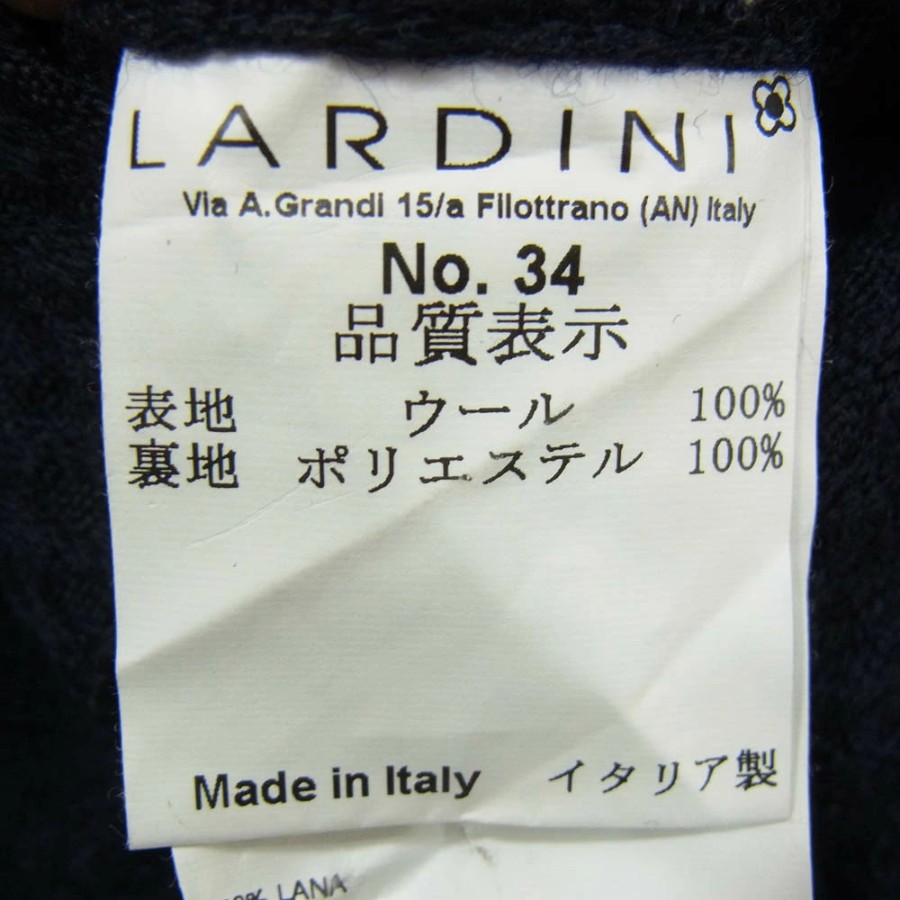 LARDINI
Via A.Grandi 15/a Filottrano (AN) Italy
No. 34
品質表示
表地 ウール 100%
裏地 ポリエステル 100%
Made in Italy イタリア製
% LANA